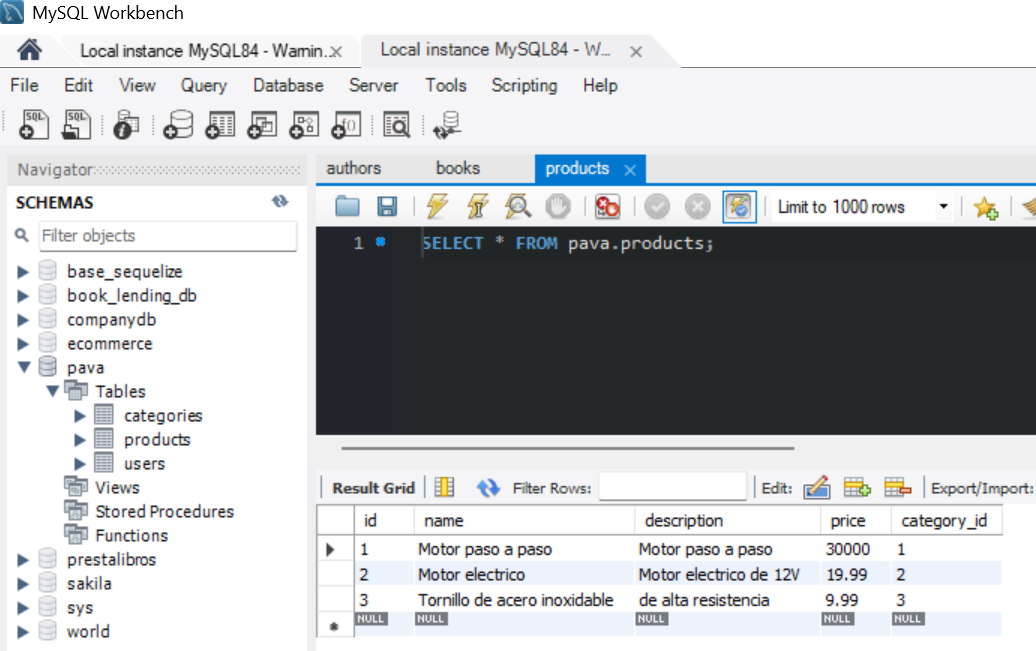 MySQL Workbench
Local instance MySQL84 - Warnin... Local instance MySQL84 - W...
File Edit View Query Database Server Tools Scripting Help
Navigator
authors books products
SCHEMAS
Limit to 1000 rows
Filter objects
1 SELECT * FROM pava.products;
base_sequelize
book_lending_db
companydb
ecommerce
pava
Tables
categories
products
users
Views
Stored Procedures
Functions
prestalibros
sakila
sys
world
Result Grid Filter Rows: Edit: Export/Import:
id name description price category_id
1 Motor paso a paso Motor paso a paso 30000 1
2 Motor electrico Motor electrico de 12V 19.99 2
3 Tornillo de acero inoxidable de alta resistencia 9.99 3
NULL NULL NULL NULL NULL